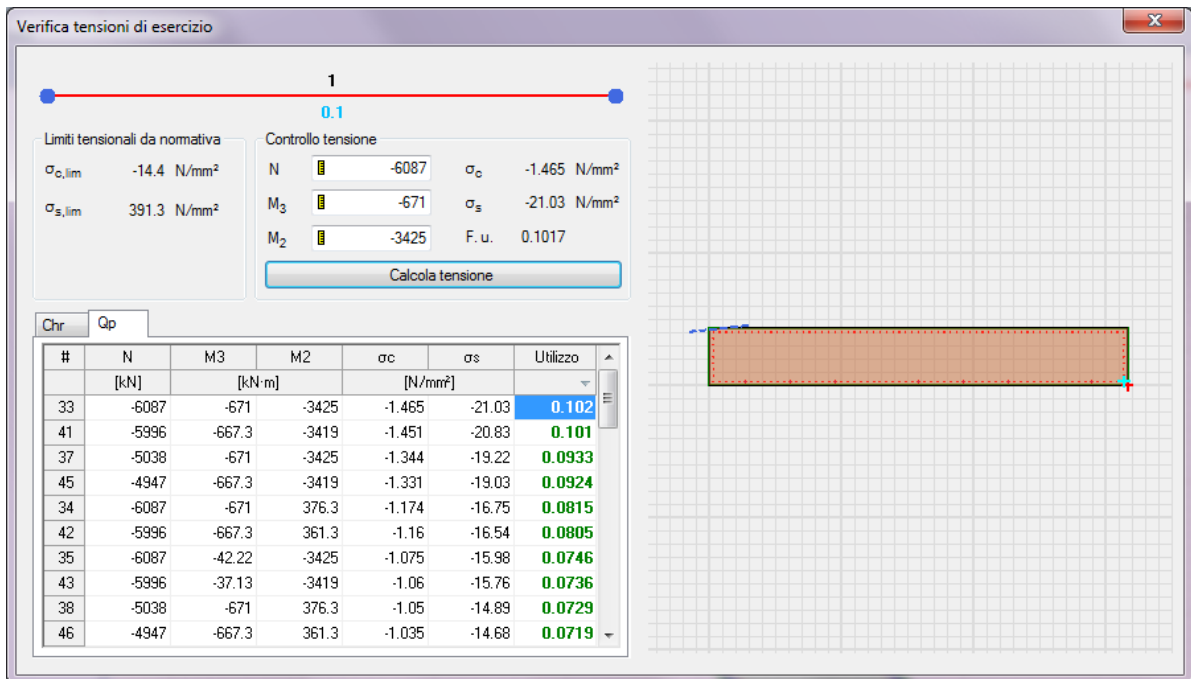 Verifica tensioni di esercizio
x
1
0.1
Limiti tensionali da normativa
σc,lim -14.4 N/mm²
σs,lim 391.3 N/mm²
Controllo tensione
N -6087 σc -1.465 N/mm²
M3 -671 σs -21.03 N/mm²
M2 -3425 F. u. 0.1017
Calcola tensione
Chr Qp
# N M3 M2 σc σs Utilizzo
[kN] [kN·m] [N/mm²]
33 -6087 -671 -3425 -1.465 -21.03 0.102
41 -5996 -667.3 -3419 -1.451 -20.83 0.101
37 -5038 -671 -3425 -1.344 -19.22 0.0933
45 -4947 -667.3 -3419 -1.331 -19.03 0.0924
34 -6087 -671 376.3 -1.174 -16.75 0.0815
42 -5996 -667.3 361.3 -1.16 -16.54 0.0805
35 -6087 -42.22 -3425 -1.075 -15.98 0.0746
43 -5996 -37.13 -3419 -1.06 -15.76 0.0736
38 -5038 -671 376.3 -1.05 -14.89 0.0729
46 -4947 -667.3 361.3 -1.035 -14.68 0.0719